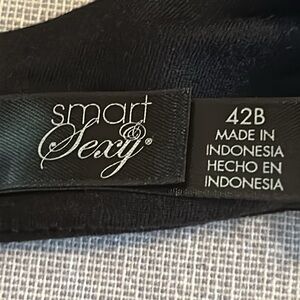 smart
& Sexy®
42B
MADE IN
INDONESIA
HECHO EN
INDONESIA